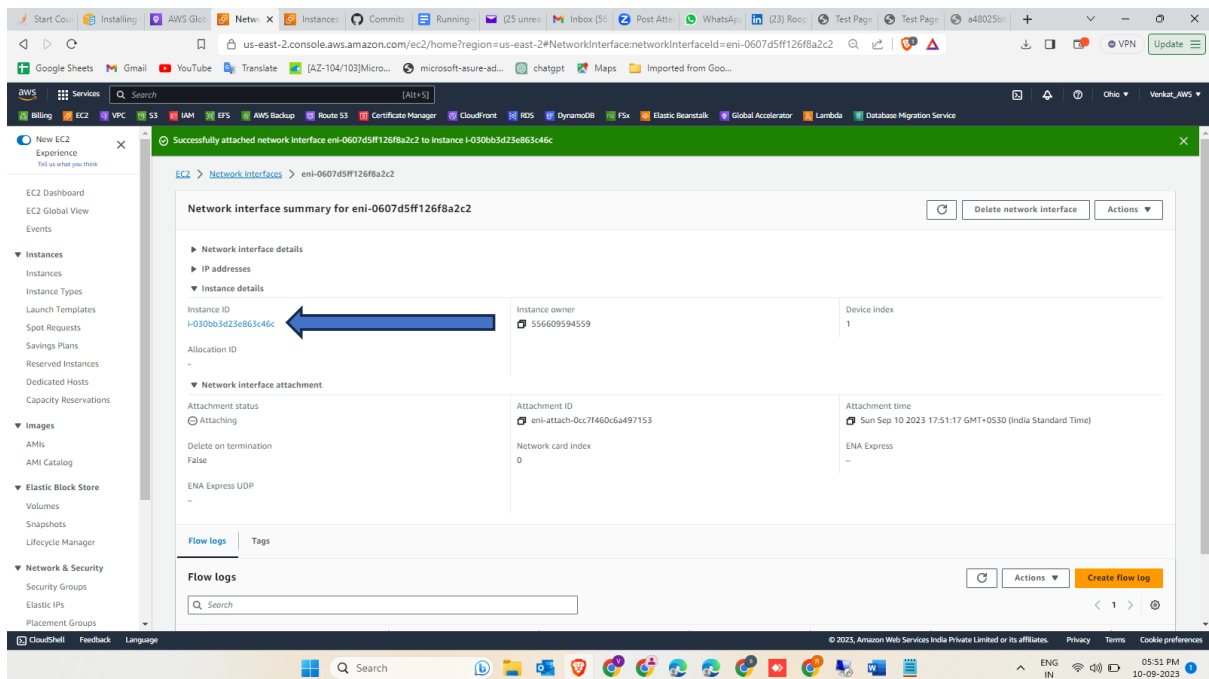 Start Cou
Installing
AWS Glob
Netwo
Instances
Commits
Running-
(25 unrea
Inbox (56
Post Atte
WhatsAp
(23) Roop
Test Page
Test Page
a48025b
us-east-2.console.aws.amazon.com/ec2/home?region=us-east-2#NetworkInterface:networkInterfaceId=eni-0607d5ff126f8a2c2
VPN
Update
Google Sheets
Gmail
YouTube
Translate
[AZ-104/103]Micro...
microsoft-asure-ad...
chatgpt
Maps
Imported from Goo...
aws
Services
Search
[Alt+S]
Ohio
Venkat_AWS
Billing
EC2
VPC
S3
IAM
EFS
AWS Backup
Route 53
Certificate Manager
CloudFront
RDS
DynamoDB
FSx
Elastic Beanstalk
Global Accelerator
Lambda
Database Migration Service
New EC2
Experience
Tell us what you think
EC2 Dashboard
EC2 Global View
Events
Instances
Instances
Instance Types
Launch Templates
Spot Requests
Savings Plans
Reserved Instances
Dedicated Hosts
Capacity Reservations
Images
AMIs
AMI Catalog
Elastic Block Store
Volumes
Snapshots
Lifecycle Manager
Network & Security
Security Groups
Elastic IPs
Placement Groups
Successfully attached network interface eni-0607d5ff126f8a2c2 to instance i-030bb3d23e863c46c
EC2 > Network interfaces > eni-0607d5ff126f8a2c2
Network interface summary for eni-0607d5ff126f8a2c2
Delete network interface
Actions
Network interface details
IP addresses
Instance details
Instance ID
i-030bb3d23e863c46c
Instance owner
556609594559
Device index
1
Allocation ID
-
Network interface attachment
Attachment status
Attaching
Attachment ID
eni-attach-0cc7f460c6a497153
Attachment time
Sun Sep 10 2023 17:51:17 GMT+0530 (India Standard Time)
Delete on termination
False
Network card index
0
ENA Express
–
ENA Express UDP
–
Flow logs
Tags
Flow logs
Actions
Create flow log
Search
1
CloudShell
Feedback
Language
© 2023, Amazon Web Services India Private Limited or its affiliates.
Privacy
Terms
Cookie preferences
Search
ENG
IN
05:51 PM
10-09-2023
1